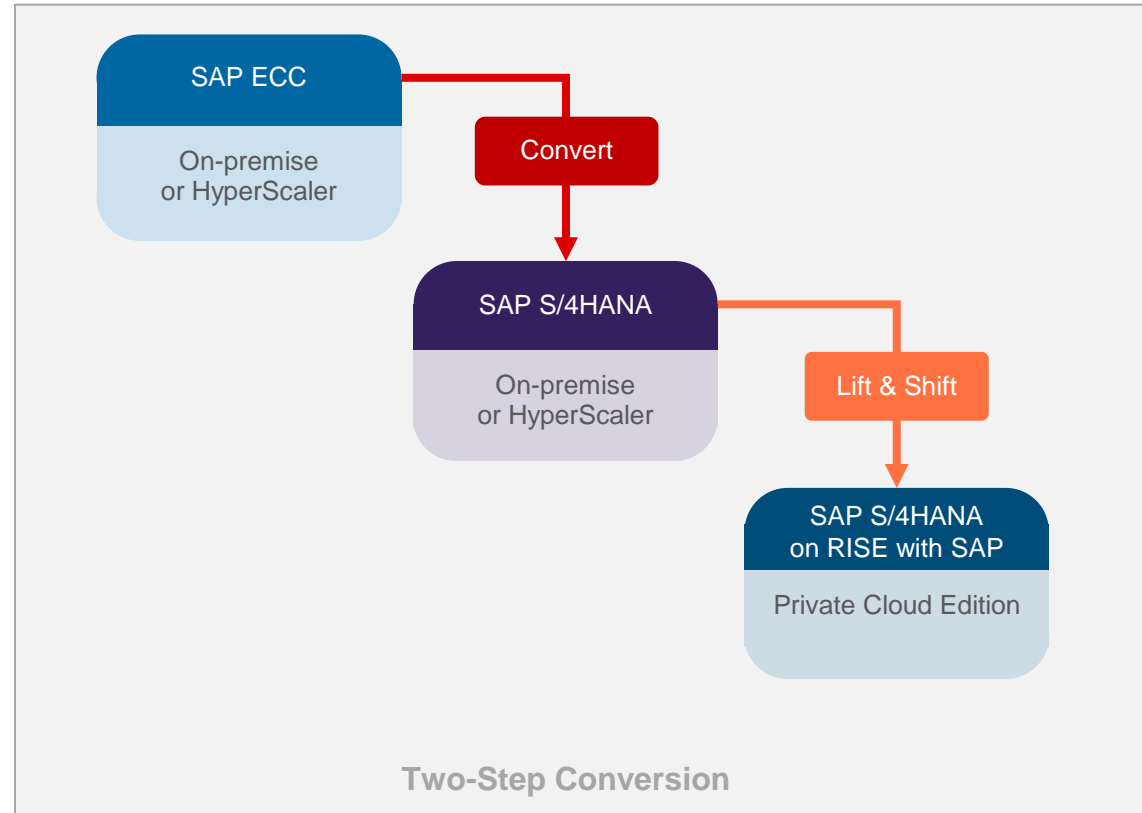 SAP ECC
On-premise
or HyperScaler
Convert
SAP S/4HANA
On-premise
or HyperScaler
Lift & Shift
SAP S/4HANA
on RISE with SAP
Private Cloud Edition
Two-Step Conversion